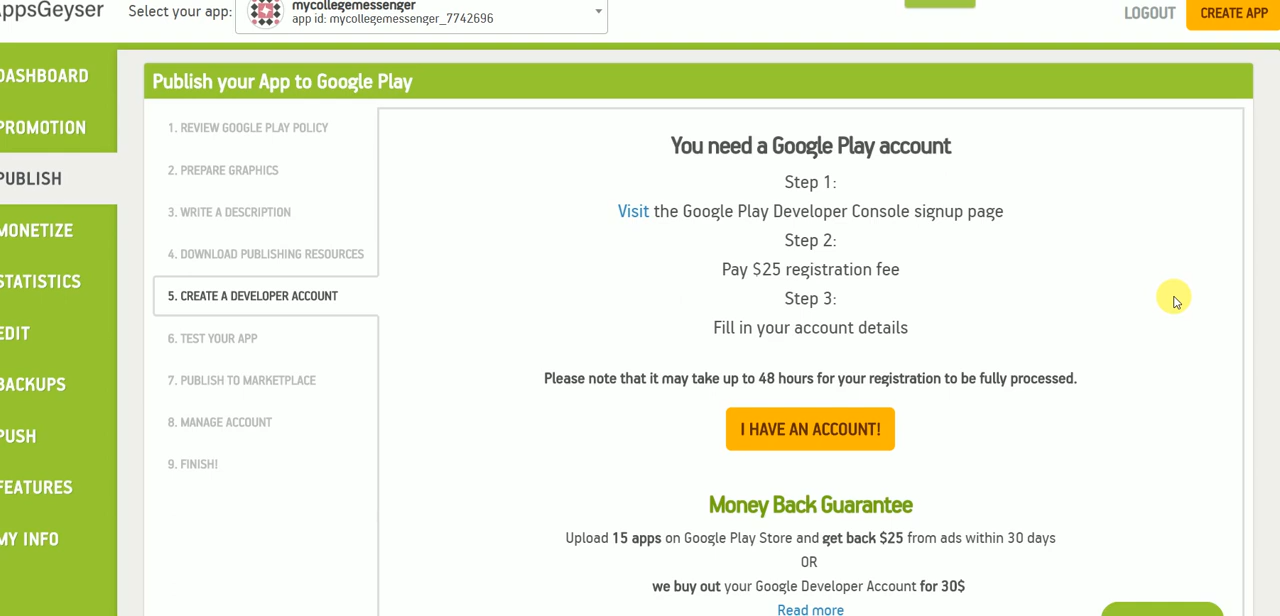 AppsGeyser
Select your app:
mycollegemessenger
app id: mycollegemessenger_7742696
LOGOUT
CREATE APP
DASHBOARD
PROMOTION
PUBLISH
MONETIZE
STATISTICS
EDIT
BACKUPS
PUSH
FEATURES
MY INFO
Publish your App to Google Play
1. REVIEW GOOGLE PLAY POLICY
2. PREPARE GRAPHICS
3. WRITE A DESCRIPTION
4. DOWNLOAD PUBLISHING RESOURCES
5. CREATE A DEVELOPER ACCOUNT
6. TEST YOUR APP
7. PUBLISH TO MARKETPLACE
8. MANAGE ACCOUNT
9. FINISH!
You need a Google Play account
Step 1:
Visit the Google Play Developer Console signup page
Step 2:
Pay $25 registration fee
Step 3:
Fill in your account details
Please note that it may take up to 48 hours for your registration to be fully processed.
I HAVE AN ACCOUNT!
Money Back Guarantee
Upload 15 apps on Google Play Store and get back $25 from ads within 30 days
OR
we buy out your Google Developer Account for 30$
Read more